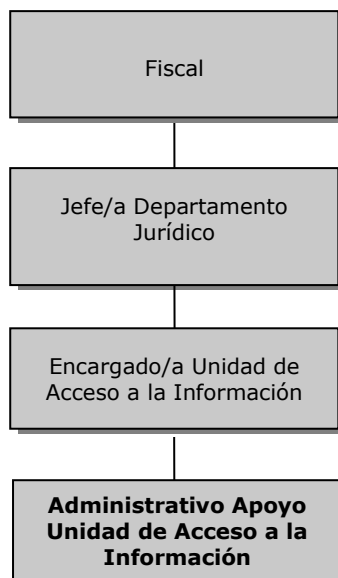 Fiscal
Jefe/a Departamento
Jurídico
Encargado/a Unidad de
Acceso a la Información
Administrativo Apoyo
Unidad de Acceso a la
Información